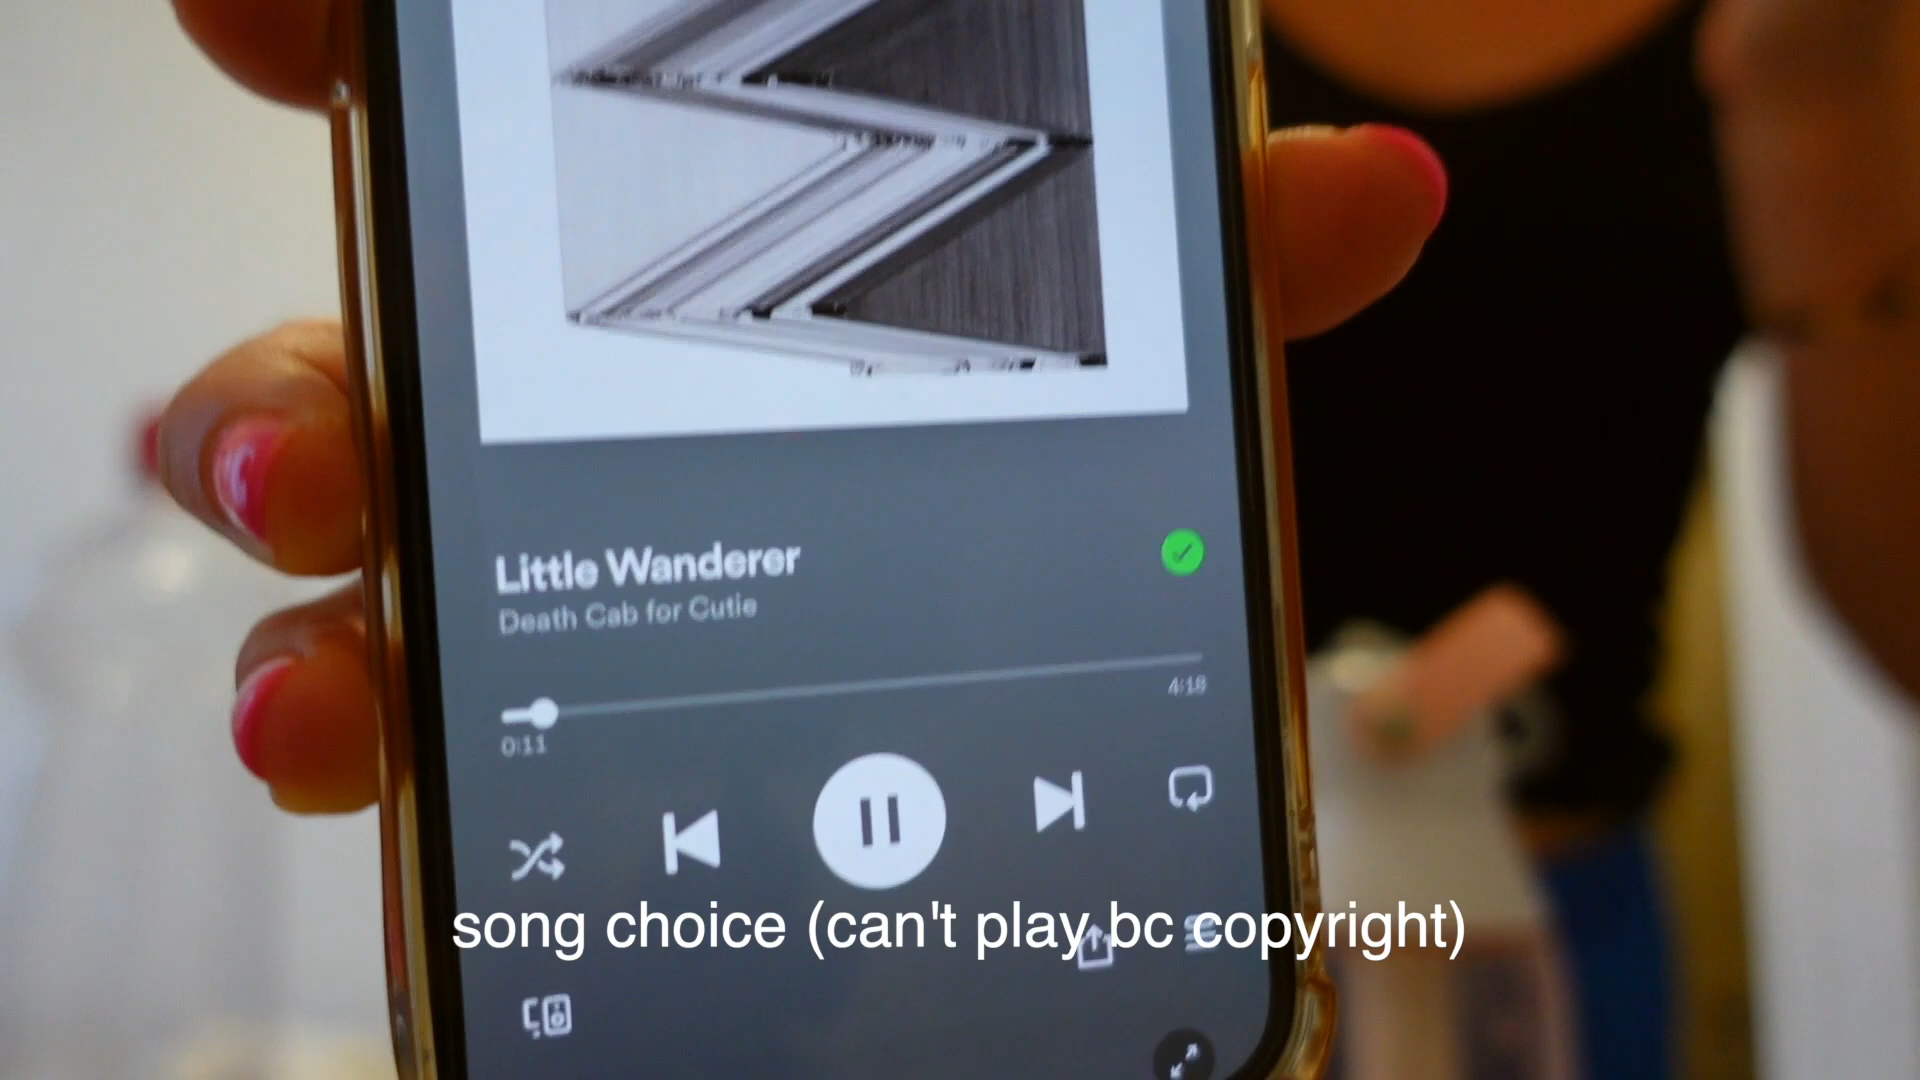 Little Wanderer
Death Cab for Cutie
0:11
4:18
song choice (can't play bc copyright)